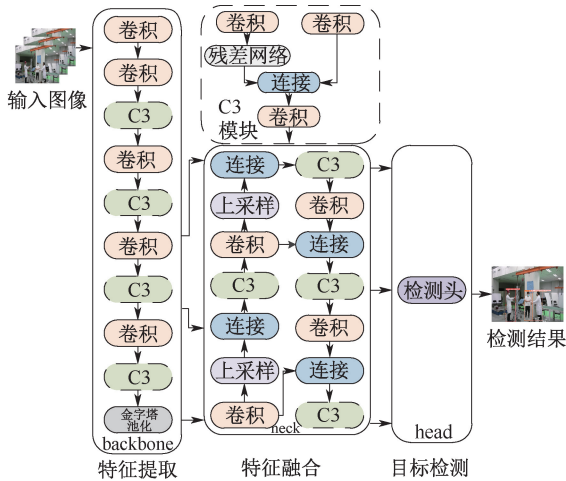 输入图像
卷积
卷积
C3
卷积
C3
卷积
C3
卷积
C3
金字塔
池化
backbone
特征提取
卷积
卷积
残差网络
连接
C3
模块
卷积
连接
上采样
卷积
C3
连接
上采样
卷积
C3
卷积
连接
C3
卷积
连接
C3
neck
特征融合
检测头
head
目标检测
检测结果